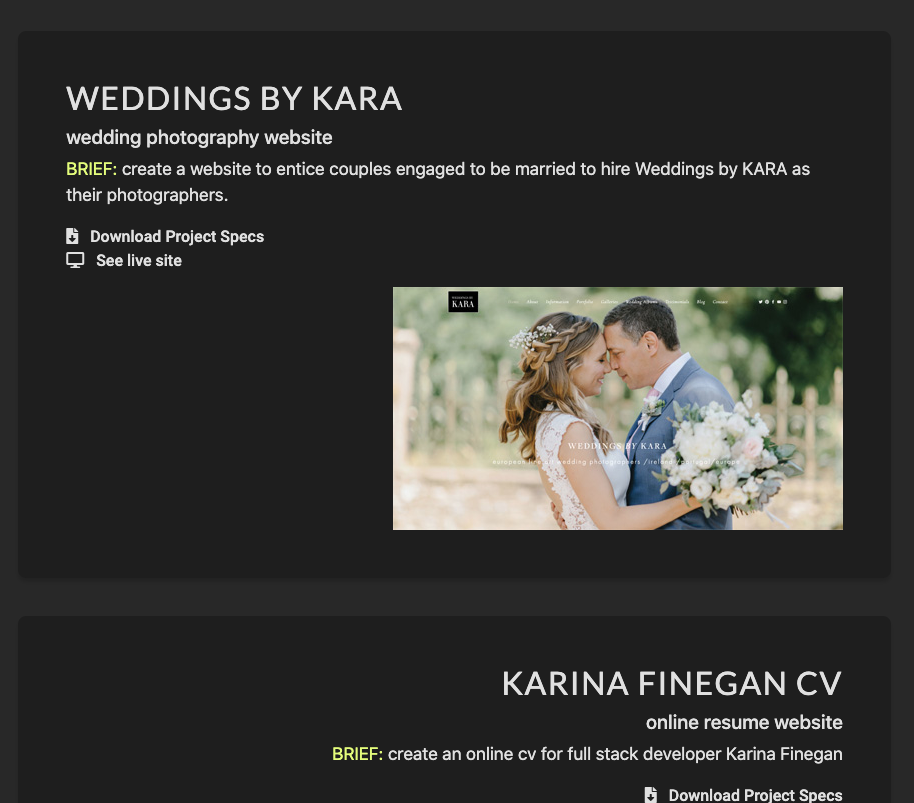 WEDDINGS BY KARA
wedding photography website
BRIEF: create a website to entice couples engaged to be married to hire Weddings by KARA as
their photographers.
Download Project Specs
See live site
KARA
Home About Information Portfolio Galleries Wedding Albums Testimonials Blog Contact
WEDDINGS BY KARA
wedding photographers /ireland /portugal/europe
KARINA FINEGAN CV
online resume website
BRIEF: create an online cv for full stack developer Karina Finegan
Download Project Specs